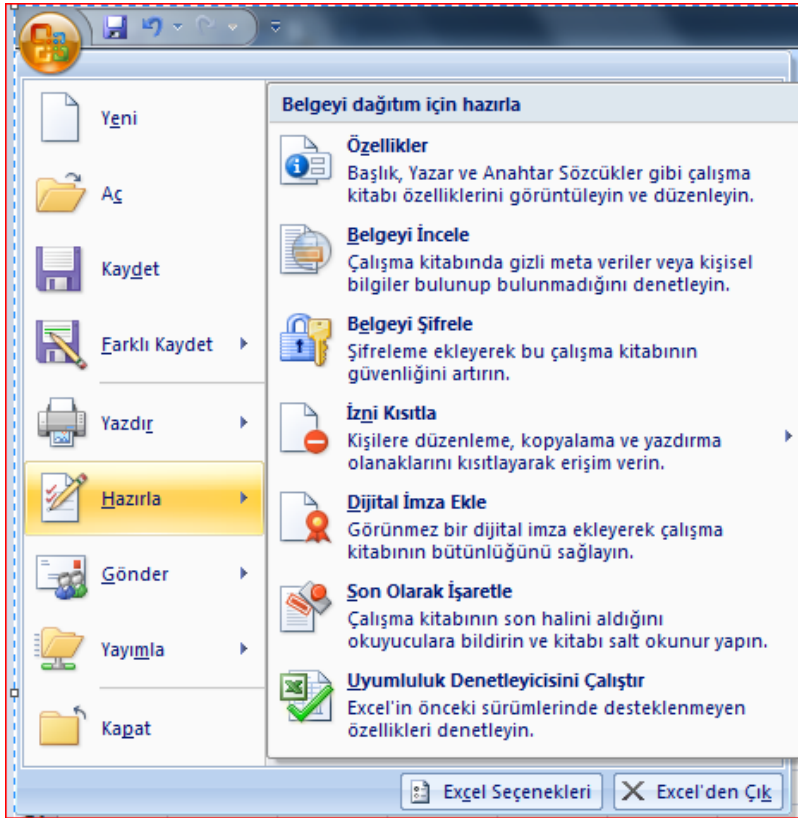 Yeni
Aç
Kaydet
Farklı Kaydet
Yazdır
Hazırla
Gönder
Yayımla
Kapat
Belgeyi dağıtım için hazırla
Özellikler
Başlık, Yazar ve Anahtar Sözcükler gibi çalışma
kitabı özelliklerini görüntüleyin ve düzenleyin.
Belgeyi İncele
Çalışma kitabında gizli meta veriler veya kişisel
bilgiler bulunup bulunmadığını denetleyin.
Belgeyi Şifrele
Şifreleme ekleyerek bu çalışma kitabının
güvenliğini artırın.
İzni Kısıtla
Kişilere düzenleme, kopyalama ve yazdırma
olanaklarını kısıtlayarak erişim verin.
Dijital İmza Ekle
Görünmez bir dijital imza ekleyerek çalışma
kitabının bütünlüğünü sağlayın.
Son Olarak İşaretle
Çalışma kitabının son halini aldığını
okuyuculara bildirin ve kitabı salt okunur yapın.
Uyumluluk Denetleyicisini Çalıştır
Excel'in önceki sürümlerinde desteklenmeyen
özellikleri denetleyin.
Excel Seçenekleri
Excel'den Çık